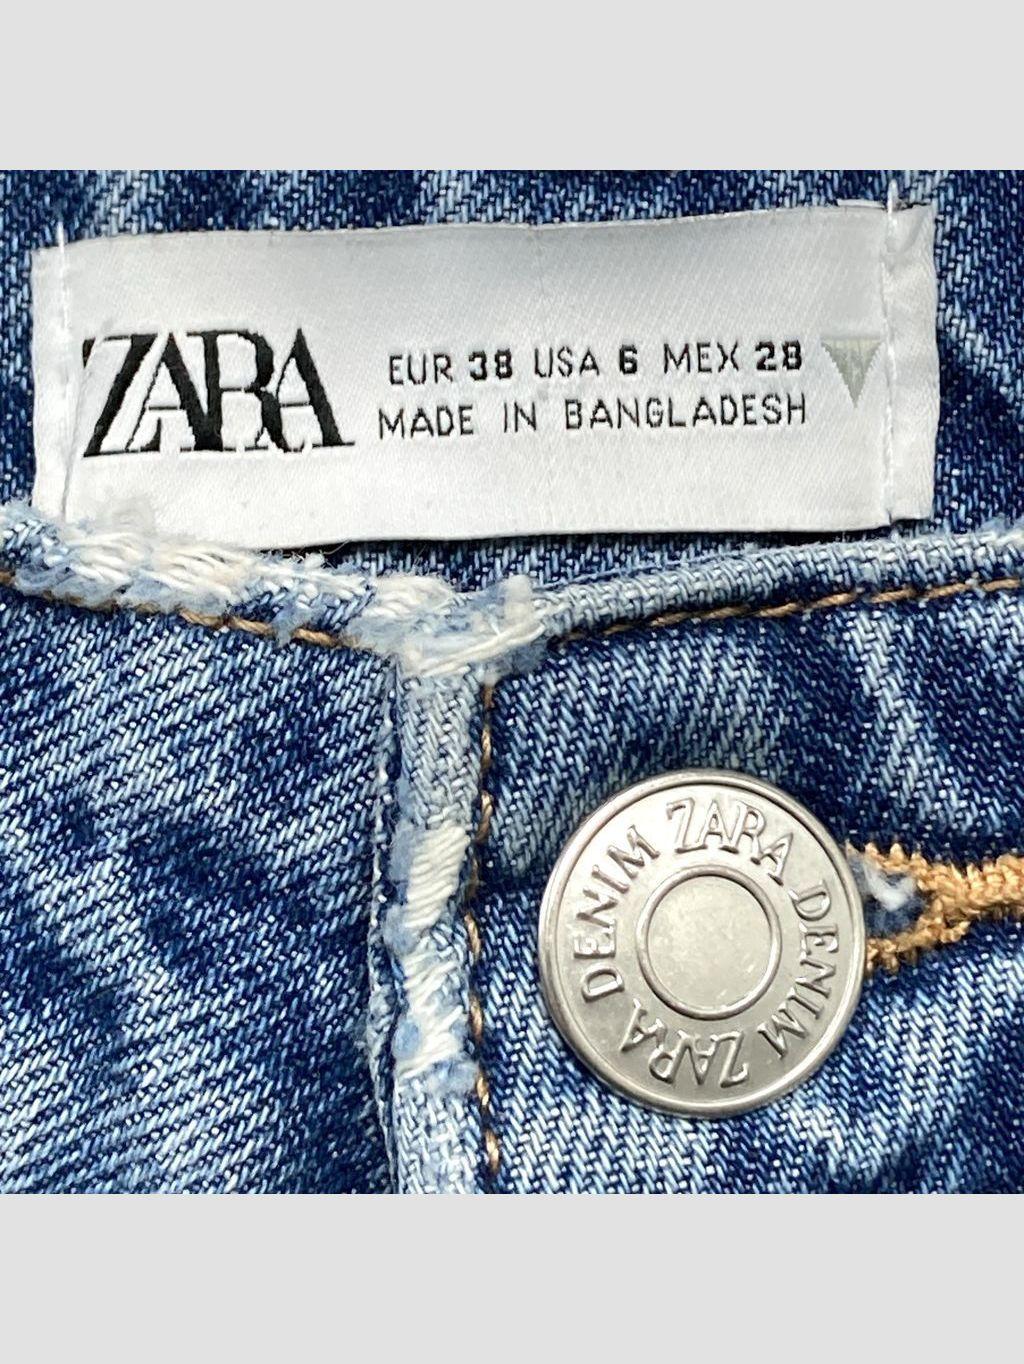 ZARA
EUR 38 USA 6 MEX 28
MADE IN BANGLADESH
ZARA DENIM ZARA DENIM